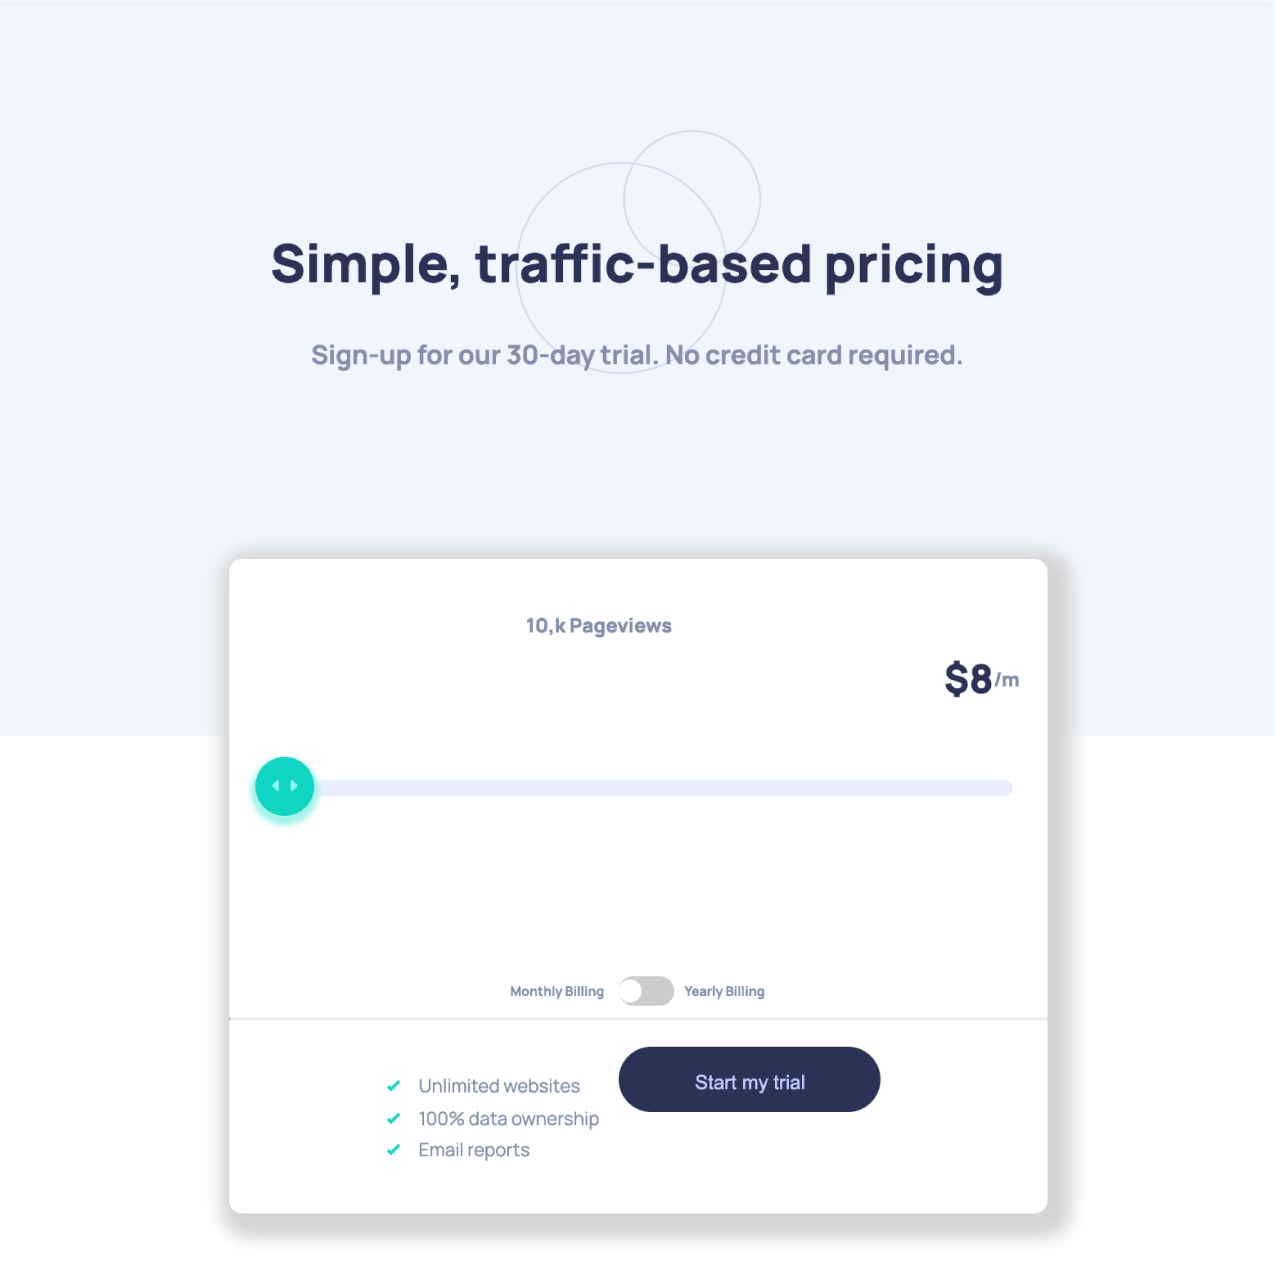 Simple, traffic-based pricing
Sign-up for our 30-day trial. No credit card required.
10,k Pageviews
$8/m
Monthly Billing Yearly Billing
Unlimited websites
100% data ownership
Email reports
Start my trial